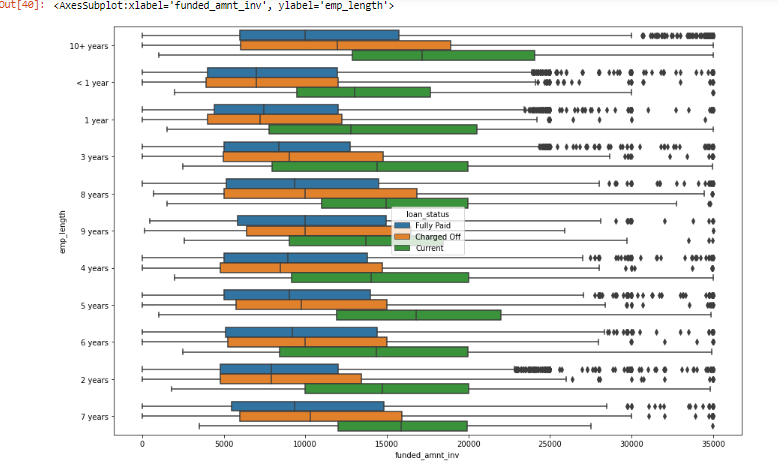 Out[40]: <AxesSubplot:xlabel='funded_amnt_inv', ylabel='emp_length'>
10+ years
< 1 year
1 year
3 years
8 years
9 years
4 years
5 years
6 years
2 years
7 years
emp_length
loan_status
Fully Paid
Charged Off
Current
0 5000 10000 15000 20000 25000 30000 35000
funded_amnt_inv